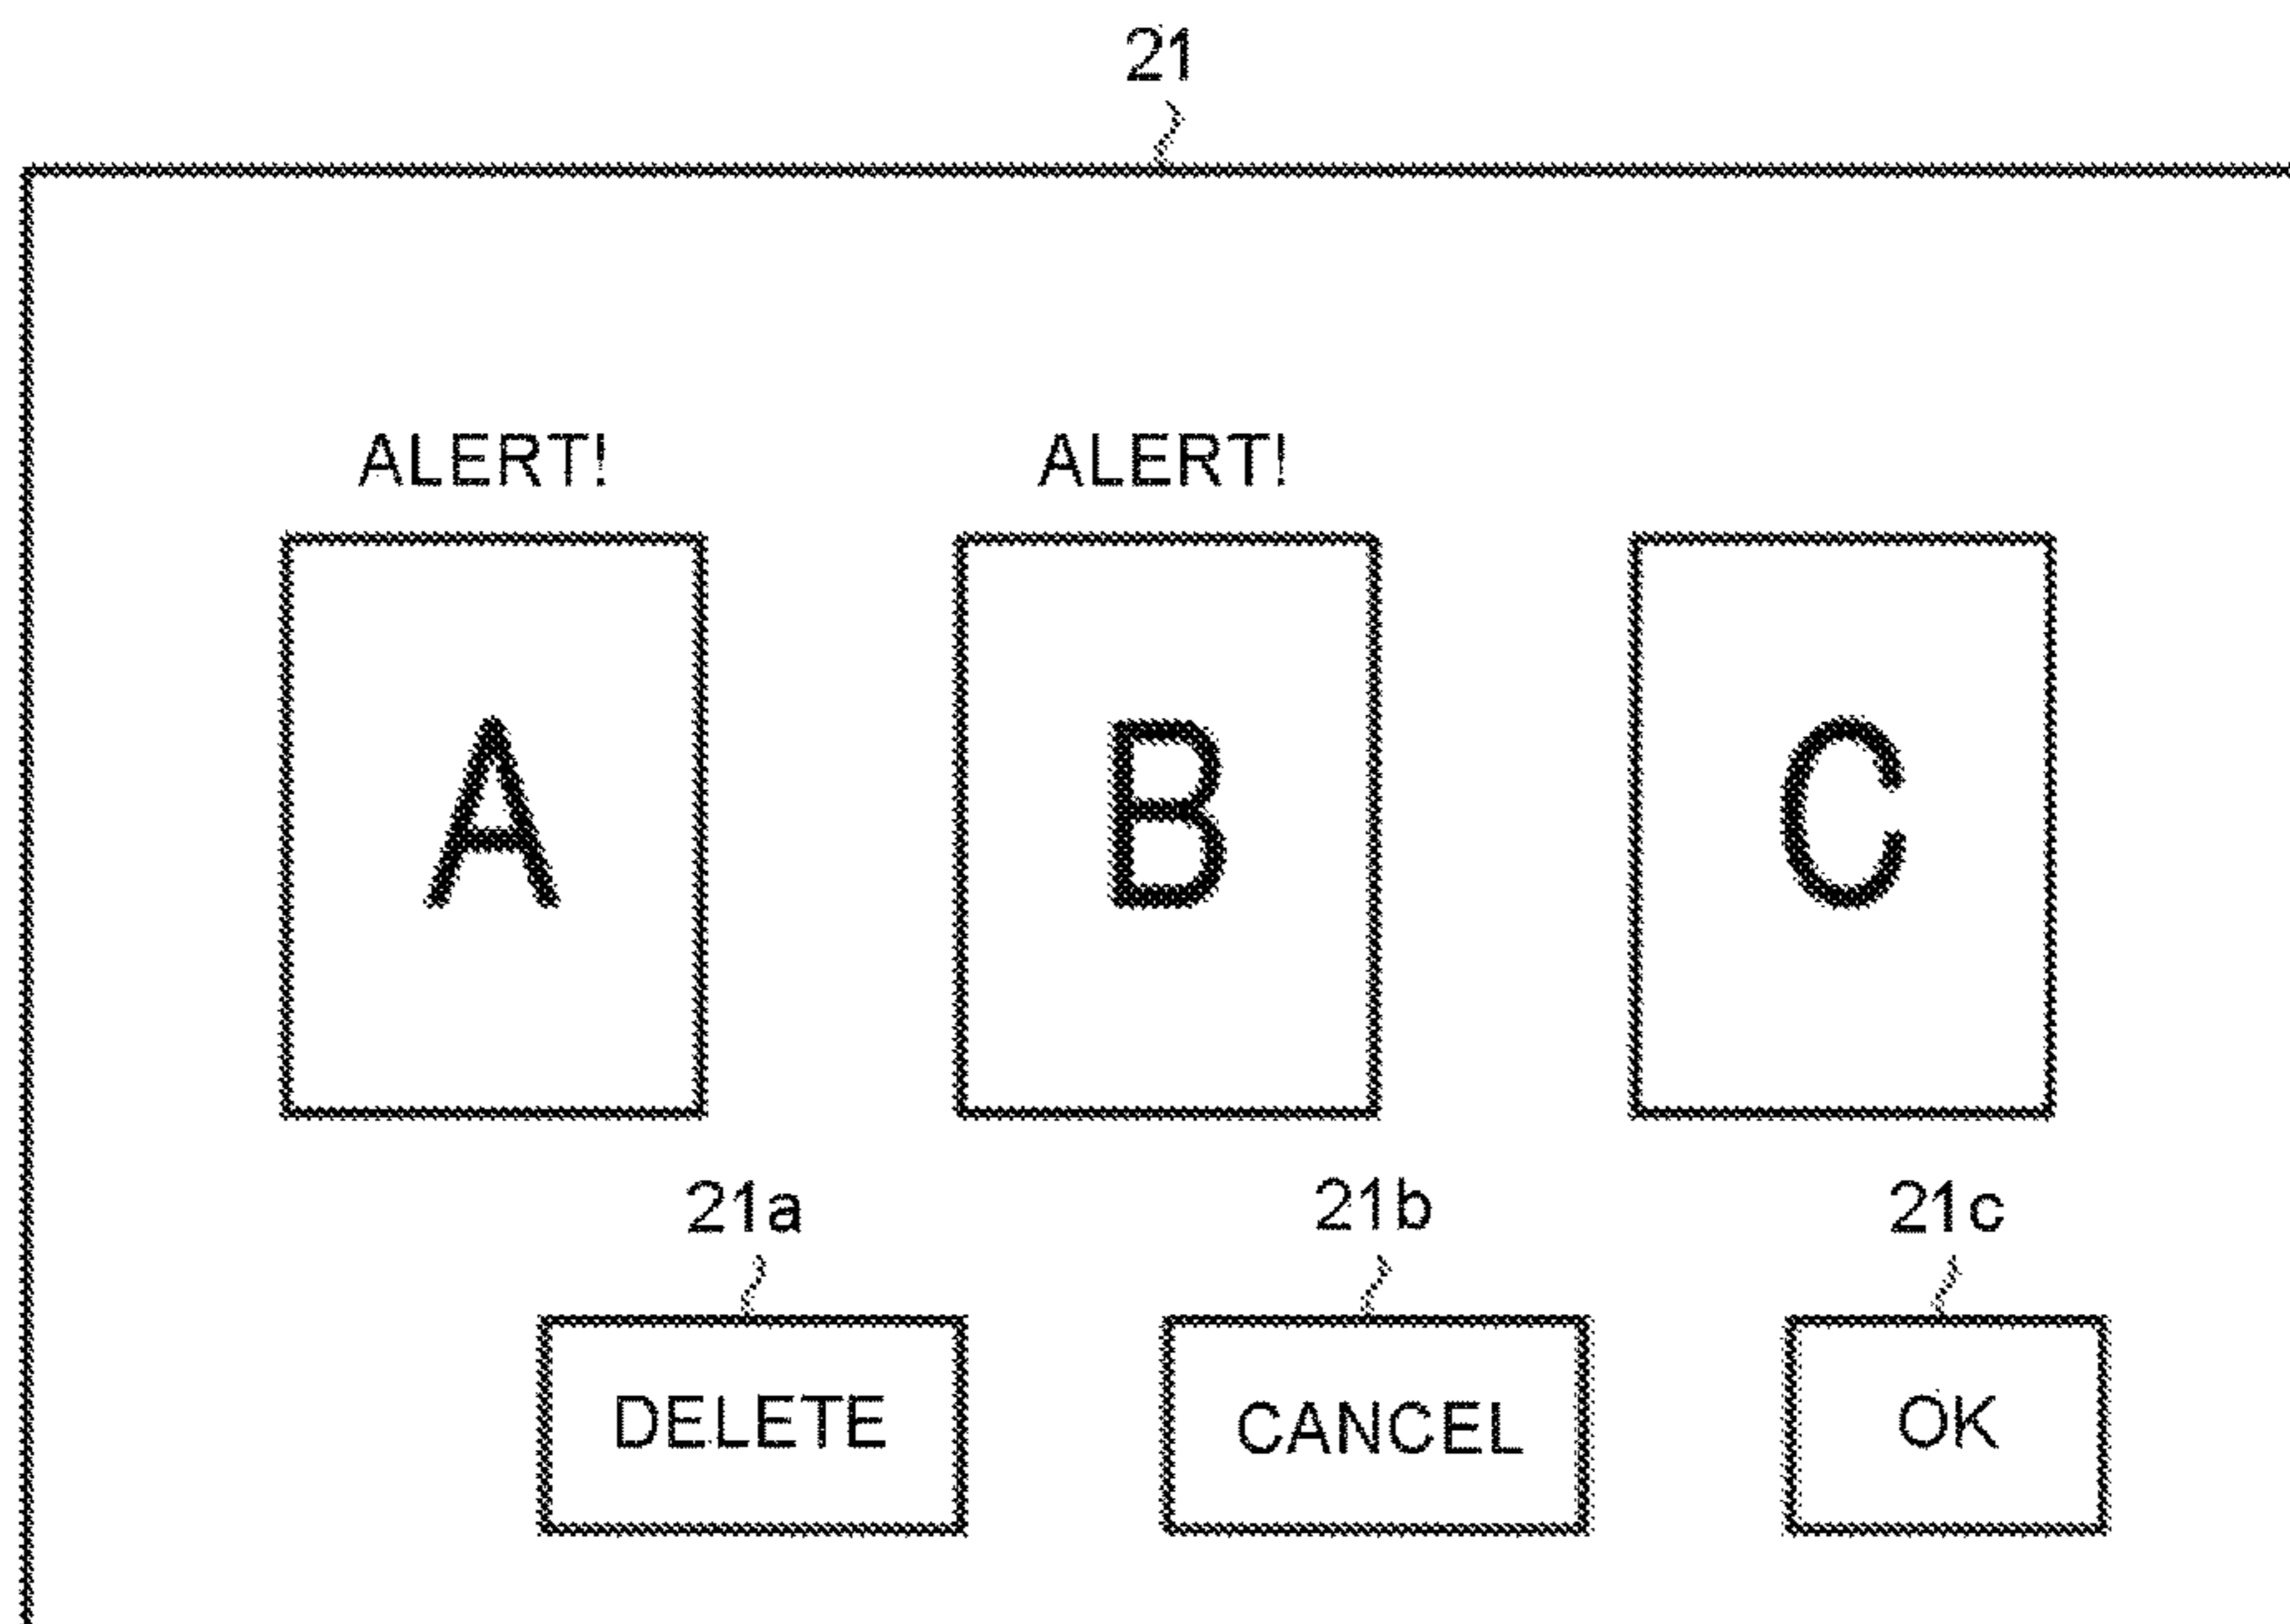 21
ALERT! ALERT!
A B C
21a 21b 21c
DELETE CANCEL OK